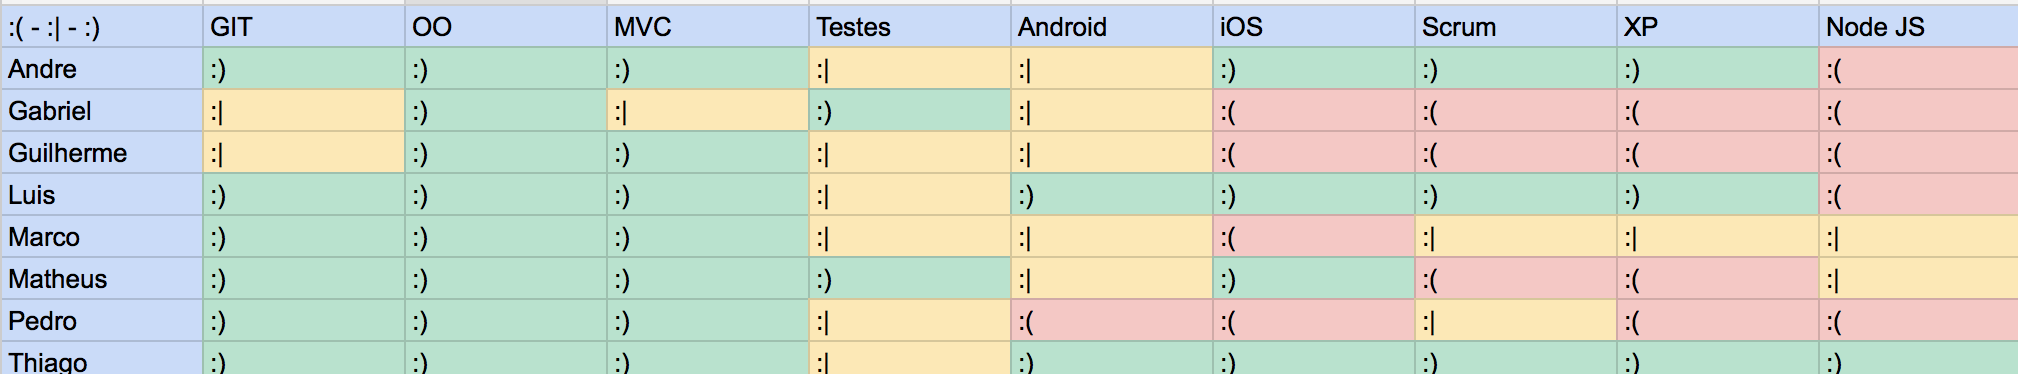 :( - :| - :) GIT OO MVC Testes Android iOS Scrum XP Node JS
Andre :) :) :) :| :| :) :) :) :(
Gabriel :| :) :| :) :| :( :( :( :(
Guilherme :| :) :) :| :| :( :( :( :(
Luis :) :) :) :| :) :) :) :) :(
Marco :) :) :) :| :| :( :| :| :|
Matheus :) :) :) :) :| :) :( :( :|
Pedro :) :) :) :| :( :( :| :( :(
Thiago :) :) :) :| :) :) :) :) :)